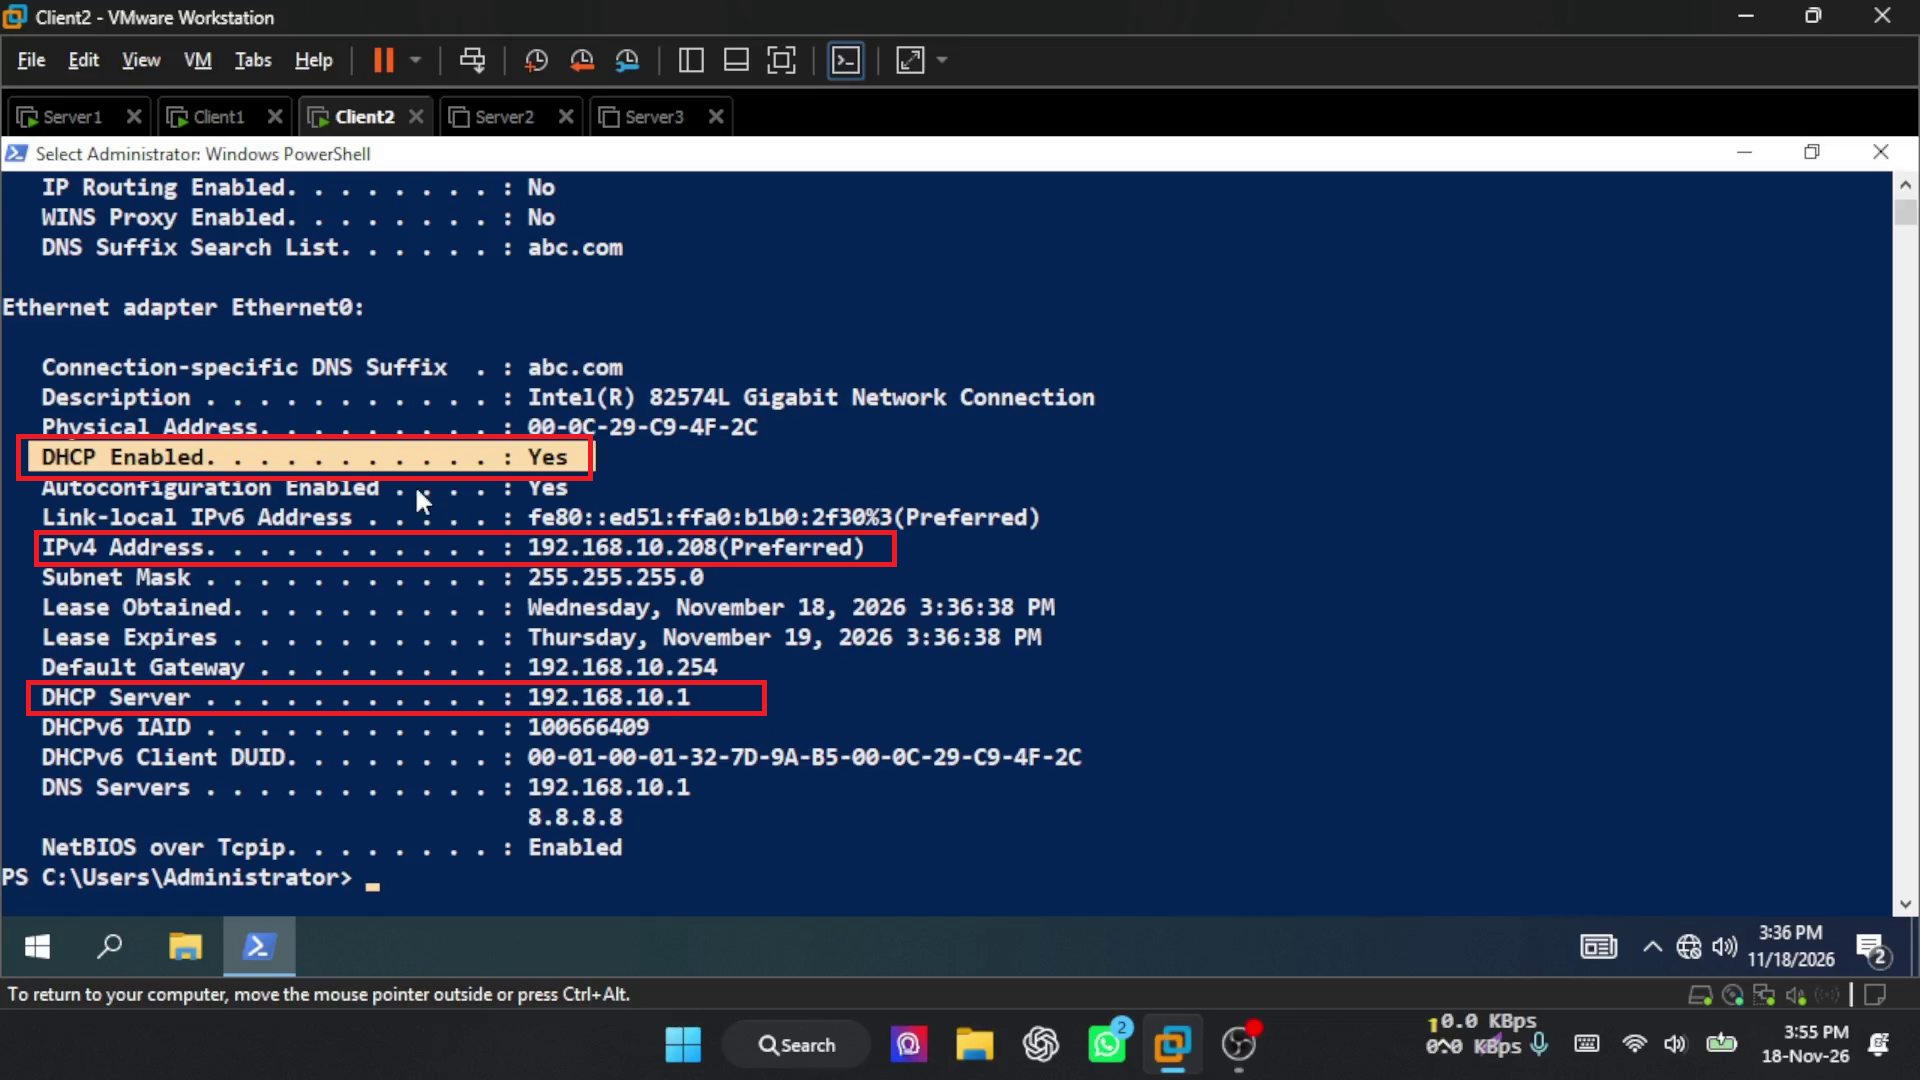 Client2 - VMware Workstation
File Edit View VM Tabs Help
Server1 Client1 Client2 Server2 Server3
Select Administrator: Windows PowerShell
IP Routing Enabled. . . . . . . . : No
WINS Proxy Enabled. . . . . . . . : No
DNS Suffix Search List. . . . . . : abc.com
Ethernet adapter Ethernet0:
Connection-specific DNS Suffix  . : abc.com
Description . . . . . . . . . . . : Intel(R) 82574L Gigabit Network Connection
Physical Address. . . . . . . . . : 00-0C-29-C9-4F-2C
DHCP Enabled. . . . . . . . . . . : Yes
Autoconfiguration Enabled . . . . : Yes
Link-local IPv6 Address . . . . . : fe80::ed51:ffa0:b1b0:2f30%3(Preferred)
IPv4 Address. . . . . . . . . . . : 192.168.10.208(Preferred)
Subnet Mask . . . . . . . . . . . : 255.255.255.0
Lease Obtained. . . . . . . . . . : Wednesday, November 18, 2026 3:36:38 PM
Lease Expires . . . . . . . . . . : Thursday, November 19, 2026 3:36:38 PM
Default Gateway . . . . . . . . . : 192.168.10.254
DHCP Server . . . . . . . . . . . : 192.168.10.1
DHCPv6 IAID . . . . . . . . . . . : 100666409
DHCPv6 Client DUID. . . . . . . . : 00-01-00-01-32-7D-9A-B5-00-0C-29-C9-4F-2C
DNS Servers . . . . . . . . . . . : 192.168.10.1
8.8.8.8
NetBIOS over Tcpip. . . . . . . . : Enabled
PS C:\Users\Administrator>
3:36 PM
11/18/2026
2
To return to your computer, move the mouse pointer outside or press Ctrl+Alt.
Search
2
0.0 KBps
0.0 KBps
3:55 PM
18-Nov-26